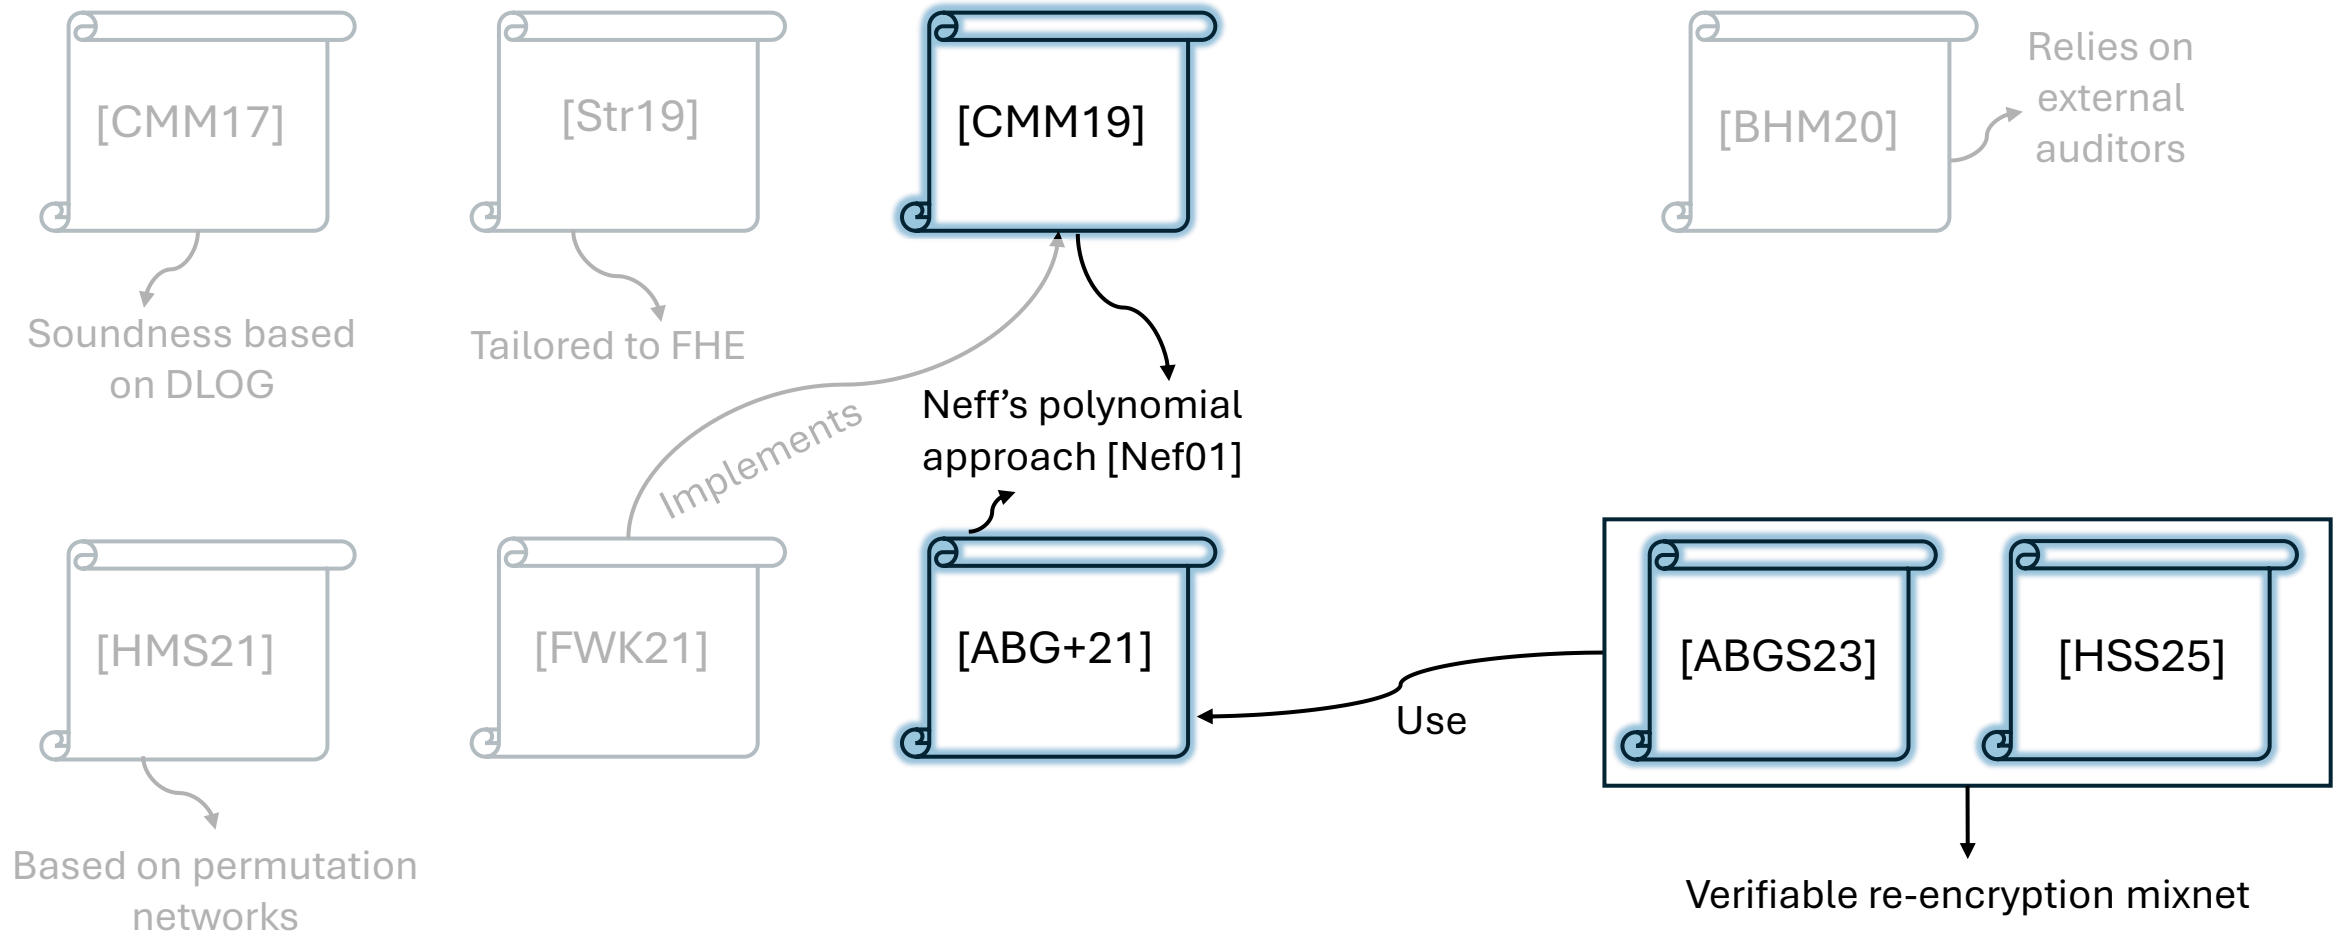 [CMM17]
[Str19]
[CMM19]
[BHM20]
Relies on
external
auditors
Soundness based
on DLOG
Tailored to FHE
Implements
Neff’s polynomial
approach [Nef01]
[HMS21]
[FWK21]
[ABG+21]
Use
[ABGS23]
[HSS25]
Based on permutation
networks
Verifiable re-encryption mixnet